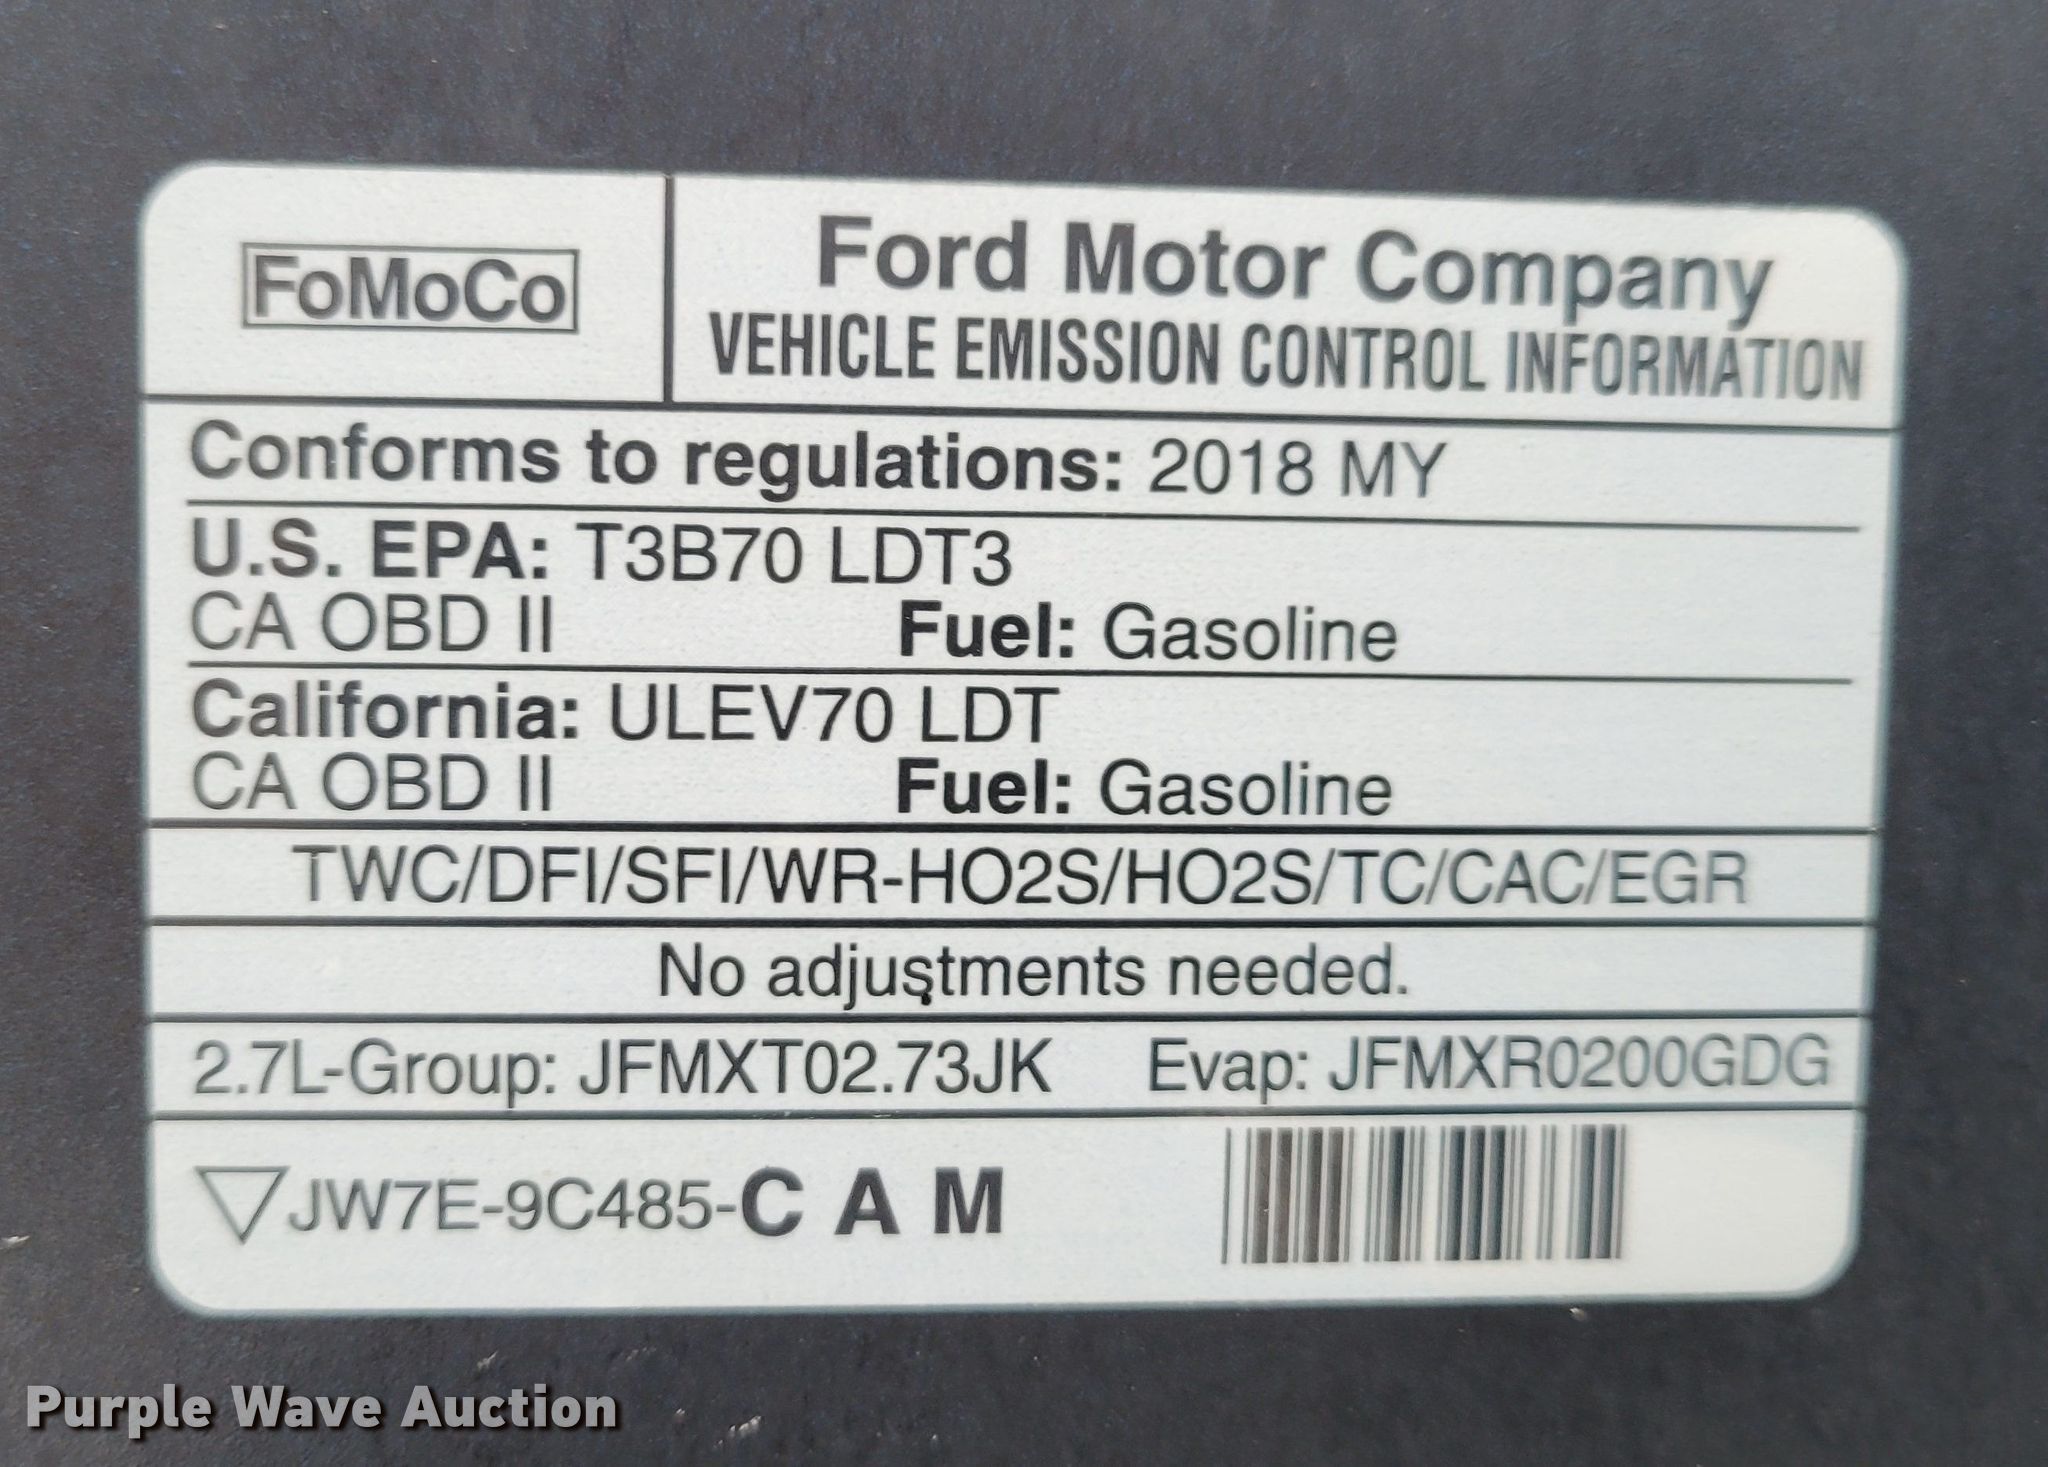 FoMoCo
Ford Motor Company
VEHICLE EMISSION CONTROL INFORMATION
Conforms to regulations: 2018 MY
U.S. EPA: T3B70 LDT3
CA OBD II Fuel: Gasoline
California: ULEV70 LDT
CA OBD II Fuel: Gasoline
TWC/DFI/SFI/WR-HO2S/HO2S/TC/CAC/EGR
No adjustments needed.
2.7L-Group: JFMXT02.73JK Evap: JFMXR0200GDG
JW7E-9C485-C A M
Purple Wave Auction